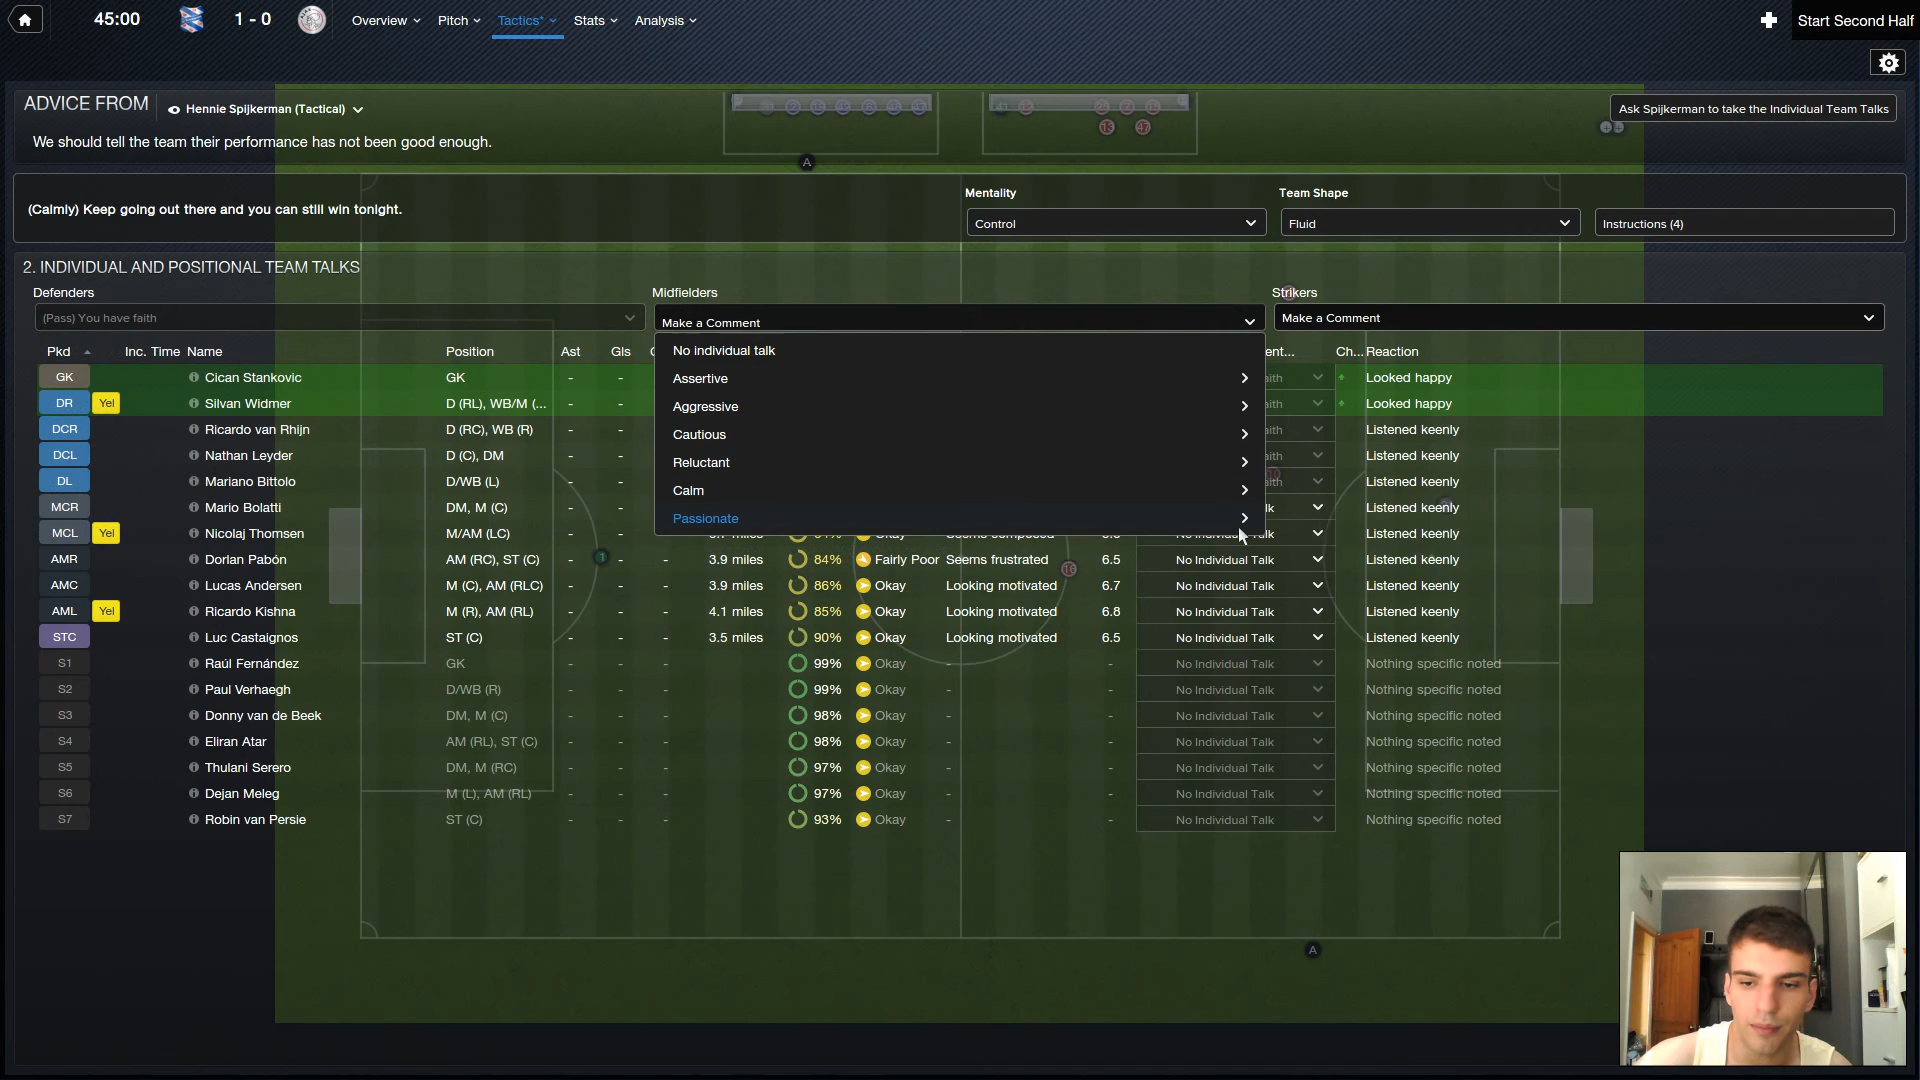 45:00 1 - 0 Overview Pitch Tactics* Stats Analysis Start Second Half
ADVICE FROM Hennie Spijkerman (Tactical) Ask Spijkerman to take the Individual Team Talks
We should tell the team their performance has not been good enough.
A
(Calmly) Keep going out there and you can still win tonight.
Mentality Team Shape
Control Fluid Instructions (4)
2. INDIVIDUAL AND POSITIONAL TEAM TALKS
Defenders Midfielders Strikers
(Pass) You have faith Make a Comment Make a Comment
Pkd Inc. Time Name Position Ast Gls ent... Ch... Reaction
No individual talk
Assertive
Aggressive
Cautious
Reluctant
Calm
Passionate
GK Cican Stankovic GK - - aith Looked happy
DR Yel Silvan Widmer D (RL), WB/M (... - - aith Looked happy
DCR Ricardo van Rhijn D (RC), WB (R) - - aith Listened keenly
DCL Nathan Leyder D (C), DM - - aith Listened keenly
DL Mariano Bittolo D/WB (L) - - aith Listened keenly
MCR Mario Bolatti DM, M (C) - - lk Listened keenly
MCL Yel Nicolaj Thomsen M/AM (LC) - - Listened keenly
AMR Dorlan Pabón AM (RC), ST (C) - - - 3.9 miles 84% Fairly Poor Seems frustrated 6.5 No Individual Talk Listened keenly
AMC Lucas Andersen M (C), AM (RLC) - - - 3.9 miles 86% Okay Looking motivated 6.7 No Individual Talk Listened keenly
AML Yel Ricardo Kishna M (R), AM (RL) - - - 4.1 miles 85% Okay Looking motivated 6.8 No Individual Talk Listened keenly
STC Luc Castaignos ST (C) - - - 3.5 miles 90% Okay Looking motivated 6.5 No Individual Talk Listened keenly
S1 Raúl Fernández GK - - - 99% Okay - - No Individual Talk Nothing specific noted
S2 Paul Verhaegh D/WB (R) - - - 99% Okay - - No Individual Talk Nothing specific noted
S3 Donny van de Beek DM, M (C) - - - 98% Okay - - No Individual Talk Nothing specific noted
S4 Eliran Atar AM (RL), ST (C) - - - 98% Okay - - No Individual Talk Nothing specific noted
S5 Thulani Serero DM, M (RC) - - - 97% Okay - - No Individual Talk Nothing specific noted
S6 Dejan Meleg M (L), AM (RL) - - - 97% Okay - - No Individual Talk Nothing specific noted
S7 Robin van Persie ST (C) - - - 93% Okay - - No Individual Talk Nothing specific noted
A